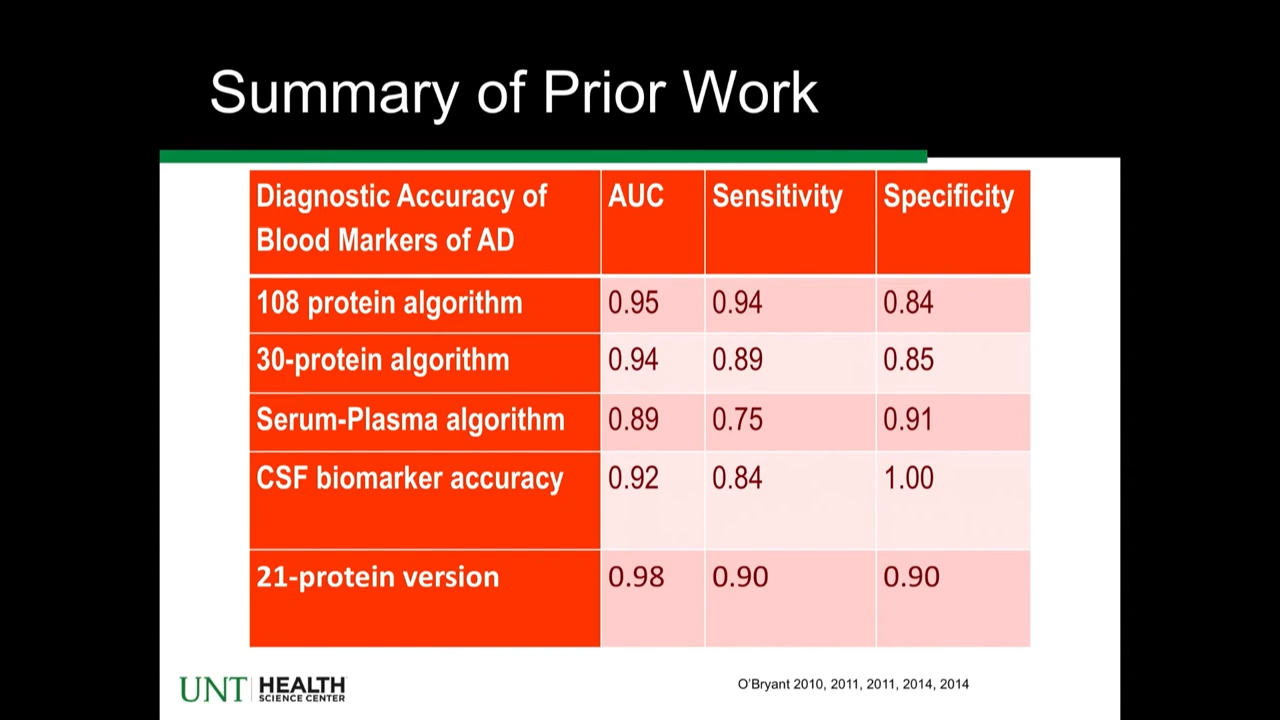 Summary of Prior Work
Diagnostic Accuracy of Blood Markers of AD AUC Sensitivity Specificity
108 protein algorithm 0.95 0.94 0.84
30-protein algorithm 0.94 0.89 0.85
Serum-Plasma algorithm 0.89 0.75 0.91
CSF biomarker accuracy 0.92 0.84 1.00
21-protein version 0.98 0.90 0.90
UNT HEALTH
SCIENCE CENTER
O'Bryant 2010, 2011, 2011, 2014, 2014